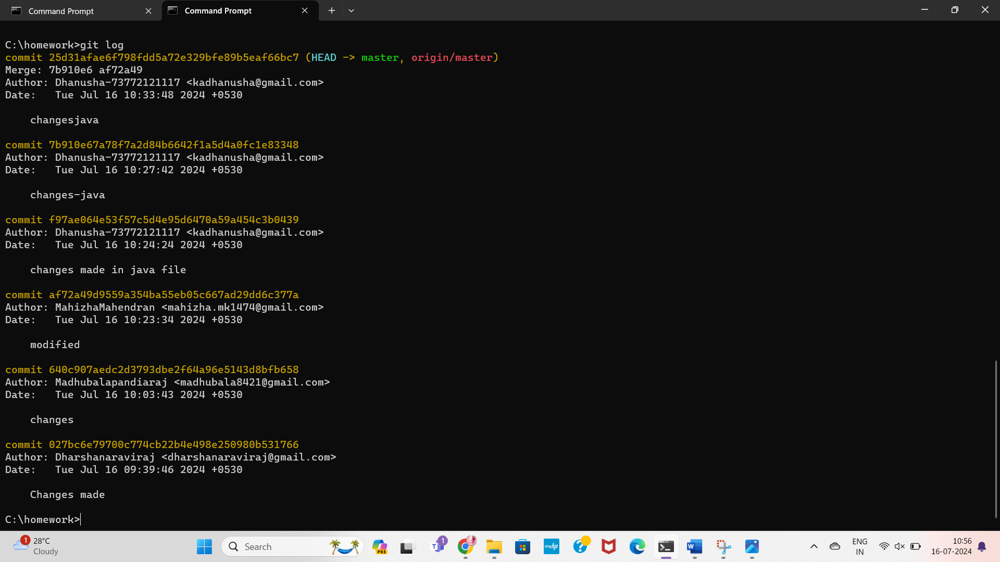 Command Prompt
Command Prompt
C:\homework>git log
commit 25d31afae6f798fdd5a72e329bfe89b5eaf66bc7 (HEAD -> master, origin/master)
Merge: 7b910e6 af72a49
Author: Dhanusha-73772121117 <kadhanusha@gmail.com>
Date:   Tue Jul 16 10:33:48 2024 +0530
    changesjava
commit 7b910e67a78f7a2d84b6642f1a5d4a0fc1e83348
Author: Dhanusha-73772121117 <kadhanusha@gmail.com>
Date:   Tue Jul 16 10:27:42 2024 +0530
    changes-java
commit f97ae064e53f57c5d4e95d6470a59a454c3b0439
Author: Dhanusha-73772121117 <kadhanusha@gmail.com>
Date:   Tue Jul 16 10:24:24 2024 +0530
    changes made in java file
commit af72a49d9559a354ba55eb05c667ad29dd6c377a
Author: MahizhaMahendran <mahizha.mk1474@gmail.com>
Date:   Tue Jul 16 10:23:34 2024 +0530
    modified
commit 640c907aedc2d3793dbe2f64a96e5143d8bfb658
Author: Madhubalapandiaraj <madhubala8421@gmail.com>
Date:   Tue Jul 16 10:03:43 2024 +0530
    changes
commit 027bc6e79700c774cb22b4e498e250980b531766
Author: Dharshanaraviraj <dharshanaraviraj@gmail.com>
Date:   Tue Jul 16 09:39:46 2024 +0530
    Changes made
C:\homework>
1
28°C
Cloudy
Search
PRE
T
1
myhp
?
W
ENG
IN
10:56
16-07-2024